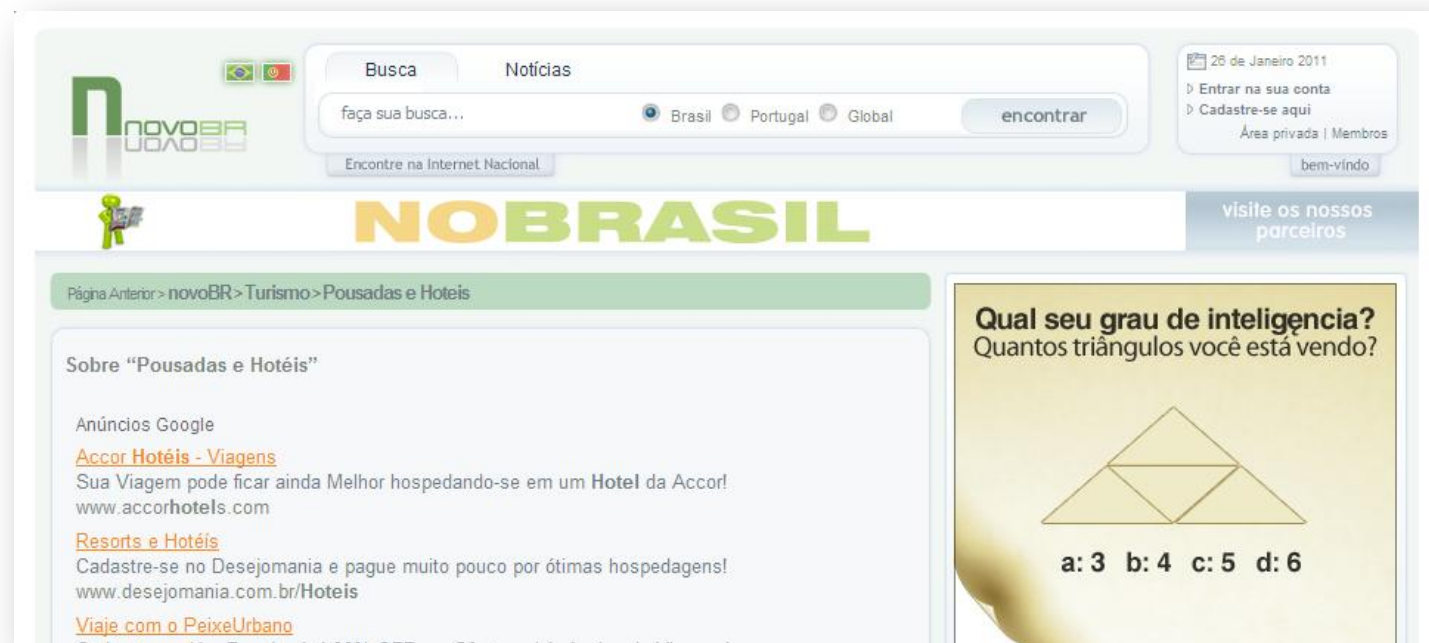 Busca Notícias
novoBR
faça sua busca... Brasil Portugal Global encontrar
Encontre na Internet Nacional
26 de Janeiro 2011
Entrar na sua conta
Cadastre-se aqui
Área privada | Membros
bem-vindo
NOBRASIL
visite os nossos
parceiros
Página Anterior > novoBR > Turismo > Pousadas e Hoteis
Sobre “Pousadas e Hotéis”
Anúncios Google
Accor Hotéis - Viagens
Sua Viagem pode ficar ainda Melhor hospedando-se em um Hotel da Accor!
www.accorhotels.com
Resorts e Hotéis
Cadastre-se no Desejomania e pague muito pouco por ótimas hospedagens!
www.desejomania.com.br/Hoteis
Viaje com o PeixeUrbano
Qual seu grau de inteligęncia?
Quantos triângulos você está vendo?
a: 3 b: 4 c: 5 d: 6